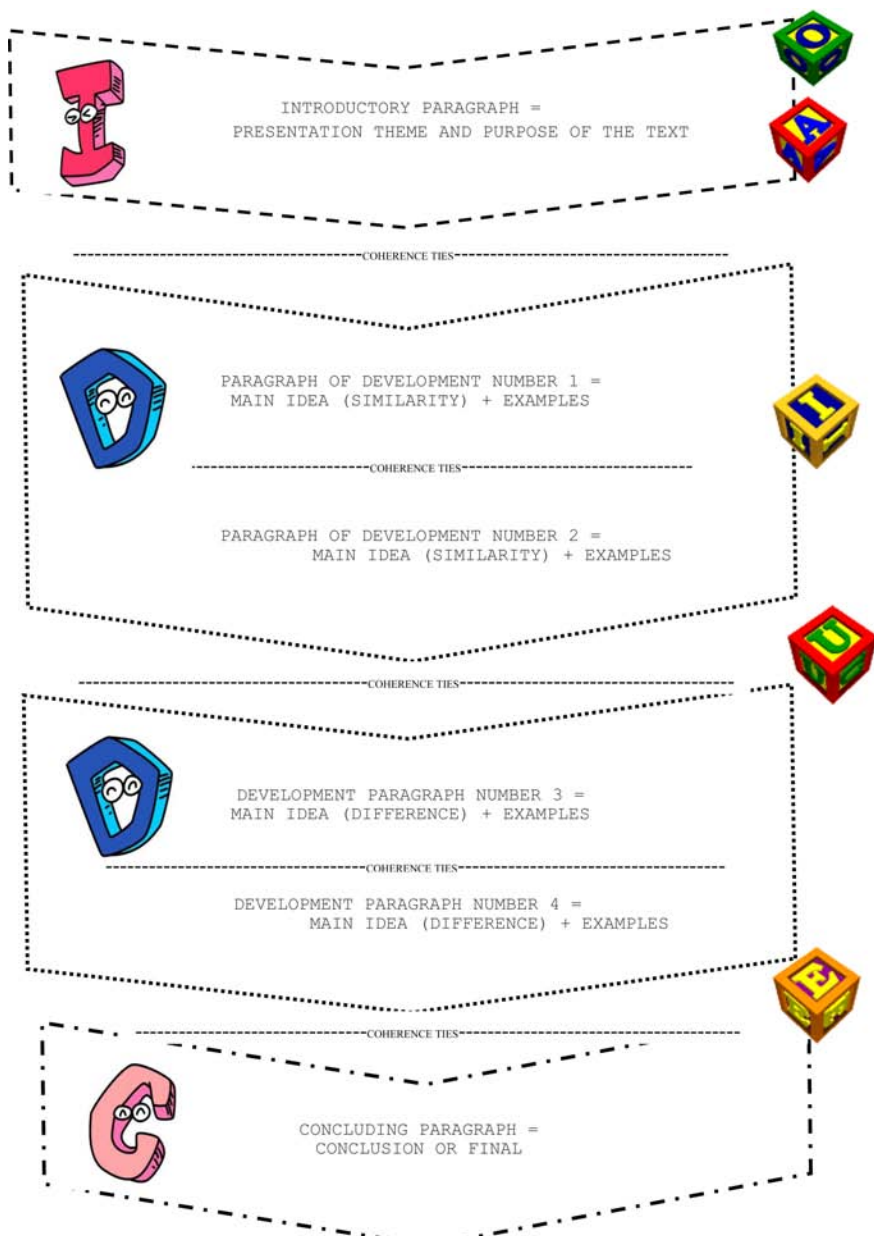 O
A
I
INTRODUCTORY PARAGRAPH =
PRESENTATION THEME AND PURPOSE OF THE TEXT
COHERENCE TIES
D
PARAGRAPH OF DEVELOPMENT NUMBER 1 =
MAIN IDEA (SIMILARITY) + EXAMPLES
I
COHERENCE TIES
PARAGRAPH OF DEVELOPMENT NUMBER 2 =
MAIN IDEA (SIMILARITY) + EXAMPLES
U
COHERENCE TIES
D
DEVELOPMENT PARAGRAPH NUMBER 3 =
MAIN IDEA (DIFFERENCE) + EXAMPLES
COHERENCE TIES
DEVELOPMENT PARAGRAPH NUMBER 4 =
MAIN IDEA (DIFFERENCE) + EXAMPLES
E
COHERENCE TIES
C
CONCLUDING PARAGRAPH =
CONCLUSION OR FINAL